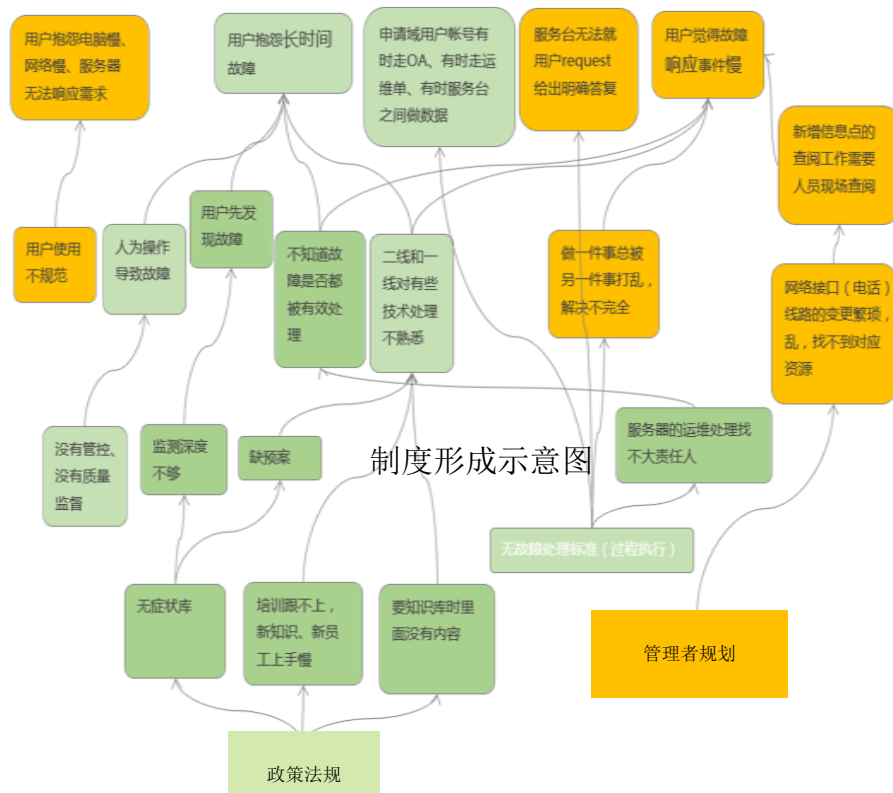 用户抱怨电脑慢、
网络慢、服务器
无法响应需求
用户抱怨长时间
故障
申请域用户帐号有
时走OA、有时走运
维单、有时服务台
之间做数据
服务台无法就
用户request
给出明确答复
用户觉得故障
响应事件慢
新增信息点的
查阅工作需要
人员现场查阅
用户使用
不规范
人为操作
导致故障
用户先发
现故障
不知道故
障是否都
被有效处
理
二线和一
线对有些
技术处理
不熟悉
做一件事总被
另一件事打乱，
解决不完全
网络接口（电话）
线路的变更繁琐，
乱，找不到对应
资源
没有管控、
没有质量
监督
监测深度
不够
缺预案
制度形成示意图
服务器的运维处理找
不大责任人
无故障处理标准（过程执行）
无症状库
培训跟不上，
新知识、新员
工上手慢
要知识库时里
面没有内容
管理者规划
政策法规